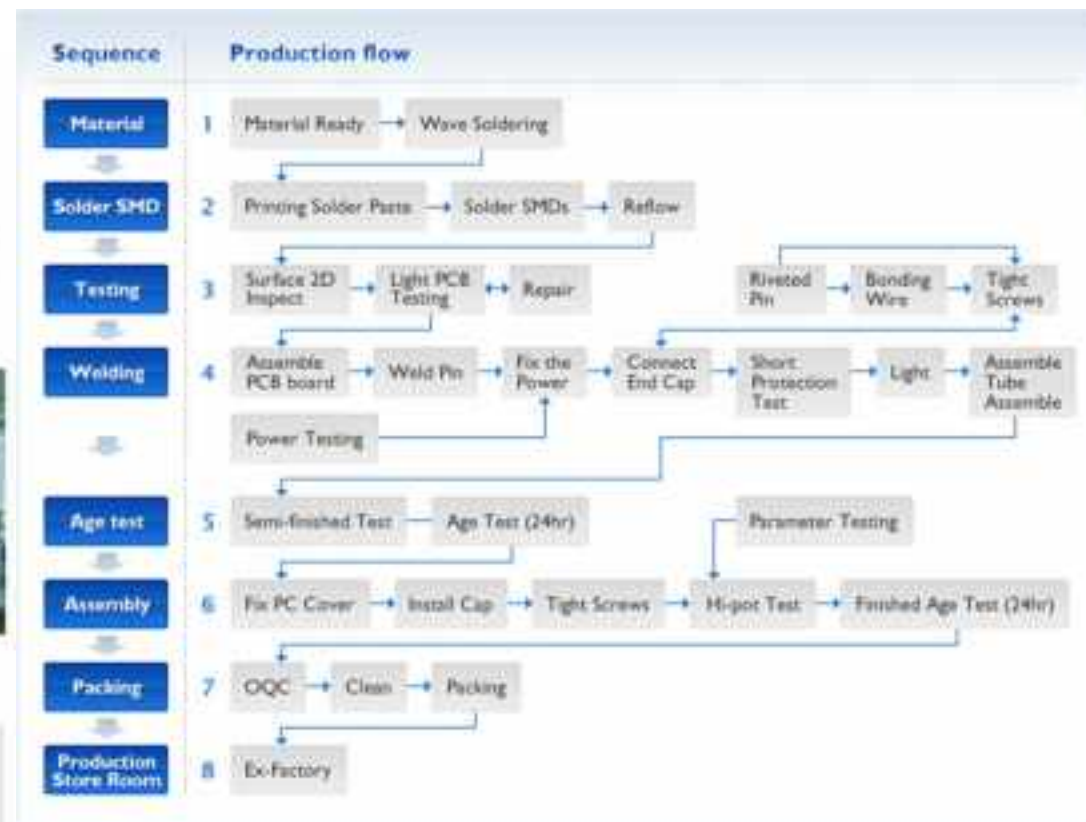 Sequence
Production flow
Material
1
Material Ready
Wave Soldering
Solder SMD
2
Printing Solder Paste
Solder SMDs
Reflow
Testing
3
Surface 2D
Inspect
Light PCB
Testing
Repair
Riveted
Pin
Bonding
Wire
Tight
Screws
Welding
4
Assemble
PCB board
Weld Pin
Fix the
Power
Connect
End Cap
Short
Protection
Test
Light
Assemble
Tube
Assemble
Power Testing
Age test
5
Semi-finished Test
Age Test (24hr)
Parameter Testing
Assembly
6
Fix PC Cover
Install Cap
Tight Screws
Hi-pot Test
Finished Age Test (24hr)
Packing
7
OQC
Clean
Packing
Production
Store Room
8
Ex-Factory